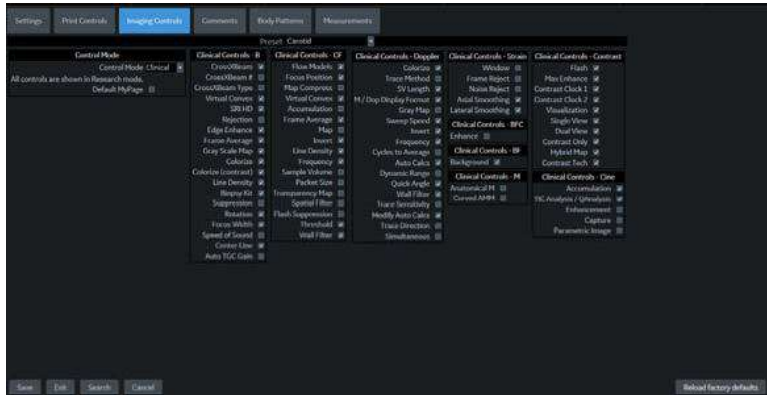 Settings
Print Controls
Imaging Controls
Comments
Body Patterns
Measurements
Preset Carotid
Control Mode
Control Mode Clinical
All controls are shown in Research mode.
Default MyPage
Clinical Controls - B
CrossXBeam
CrossXBeam #
CrossXBeam Type
Virtual Convex
SRI HD
Rejection
Edge Enhance
Frame Average
Gray Scale Map
Colorize
Colorize (contrast)
Line Density
Biopsy Kit
Suppression
Rotation
Focus Width
Speed of Sound
Center Line
Auto TGC Gain
Clinical Controls - CF
Flow Models
Focus Position
Map Compress
Virtual Convex
Accumulation
Frame Average
Map
Invert
Line Density
Frequency
Sample Volume
Packet Size
Transparency Map
Spatial Filter
Flash Suppression
Threshold
Wall Filter
Clinical Controls - Doppler
Colorize
Trace Method
SV Length
M / Dop Display Format
Gray Map
Sweep Speed
Invert
Frequency
Cycles to Average
Auto Calcs
Dynamic Range
Quick Angle
Wall Filter
Trace Sensitivity
Modify Auto Calcs
Trace Direction
Simultaneous
Clinical Controls - Strain
Window
Frame Reject
Noise Reject
Axial Smoothing
Lateral Smoothing
Clinical Controls - BFC
Enhance
Clinical Controls - BF
Background
Clinical Controls - M
Anatomical M
Curved AMM
Clinical Controls - Contrast
Flash
Max Enhance
Contrast Clock 1
Contrast Clock 2
Visualization
Single View
Dual View
Contrast Only
Hybrid Map
Contrast Tech
Clinical Controls - Cine
Accumulation
TIC Analysis / QAnalysis
Enhancement
Capture
Parametric Image
Save
Exit
Search
Cancel
Reload factory defaults